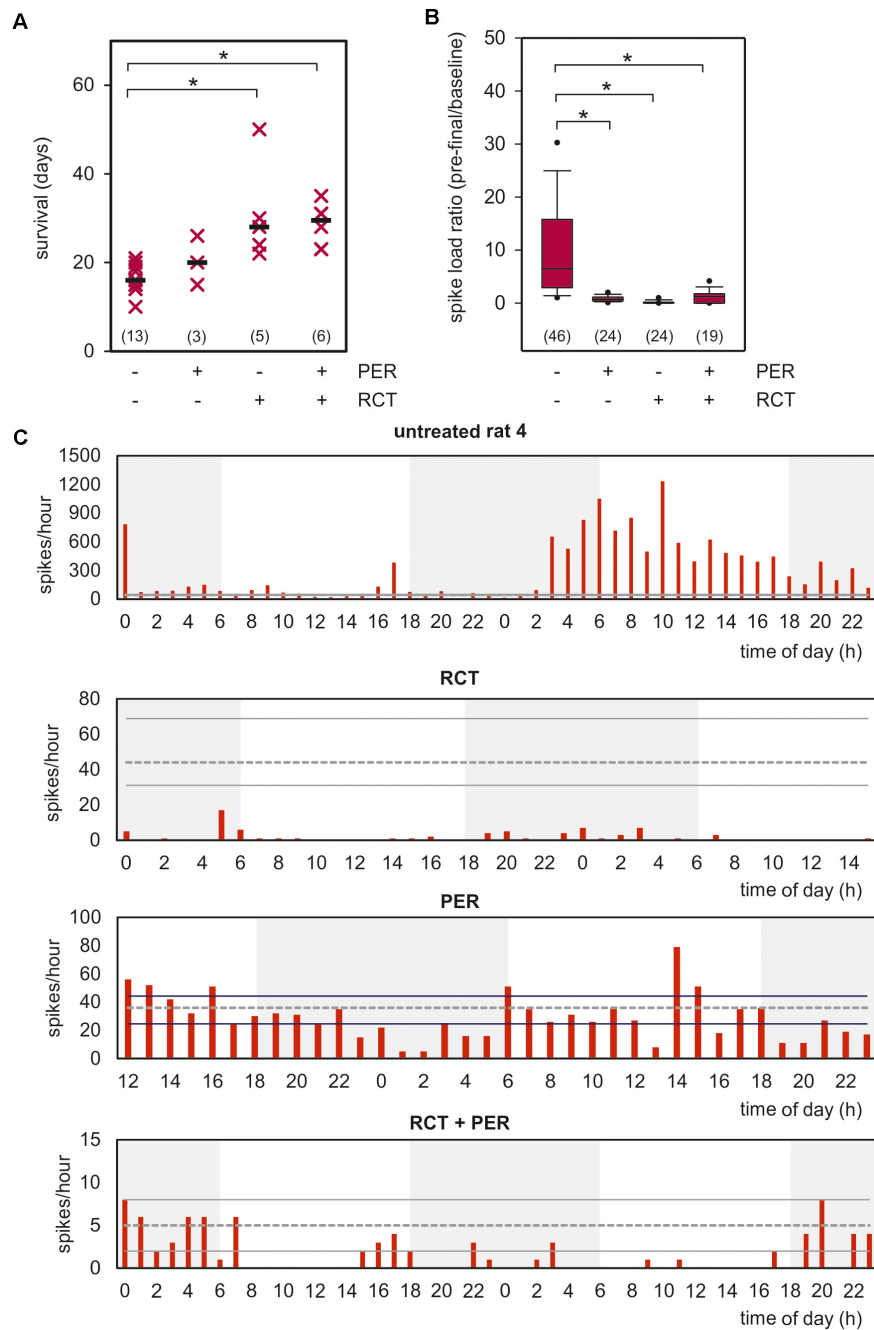 A
survival (days)
60
40
20
0
*
*
(13) (3) (5) (6)
- + - + PER
- - + + RCT
B
spike load ratio (pre-final/baseline)
50
40
30
20
10
0
*
*
*
(46) (24) (24) (19)
- + - + PER
- - + + RCT
C
untreated rat 4
spikes/hour
1500
1200
900
600
300
0
0 2 4 6 8 10 12 14 16 18 20 22 0 2 4 6 8 10 12 14 16 18 20 22
time of day (h)
RCT
spikes/hour
80
60
40
20
0
0 2 4 6 8 10 12 14 16 18 20 22 0 2 4 6 8 10 12 14
time of day (h)
PER
spikes/hour
100
80
60
40
20
0
12 14 16 18 20 22 0 2 4 6 8 10 12 14 16 18 20 22
time of day (h)
RCT + PER
spikes/hour
15
10
5
0
0 2 4 6 8 10 12 14 16 18 20 22 0 2 4 6 8 10 12 14 16 18 20 22
time of day (h)